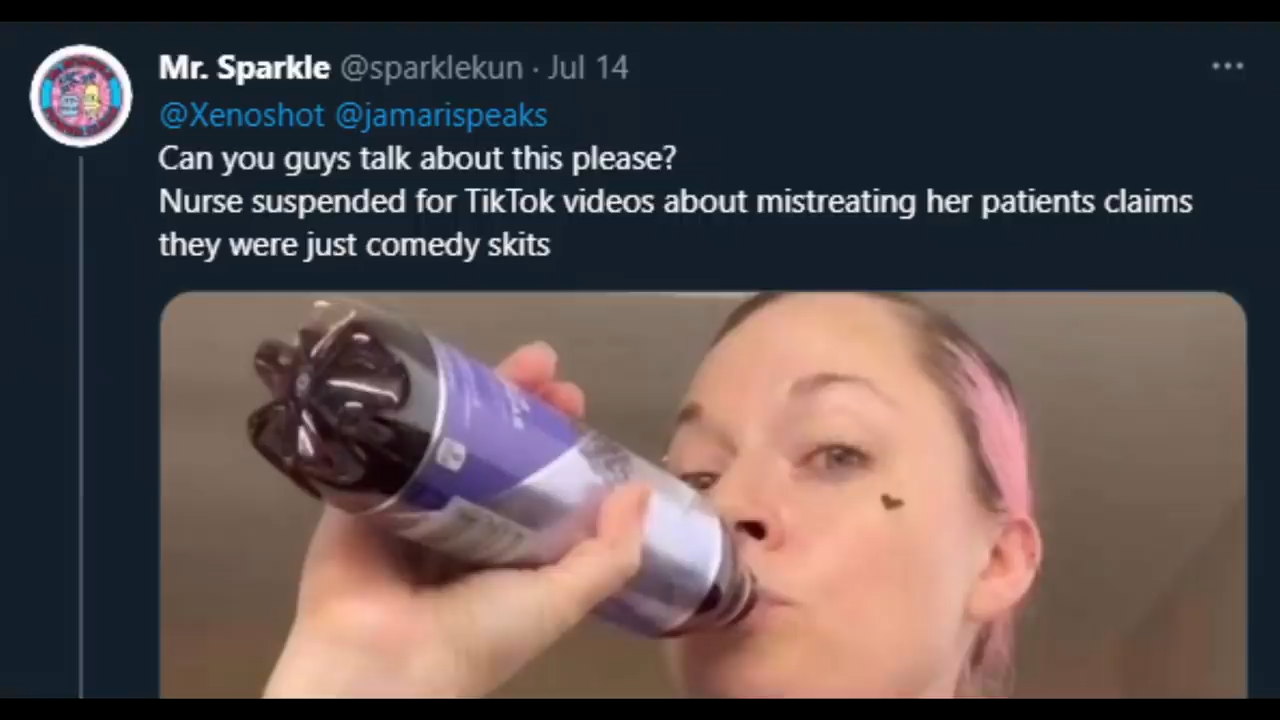 Mr. Sparkle @sparklekun · Jul 14
@Xenoshot @jamarispeaks
Can you guys talk about this please?
Nurse suspended for TikTok videos about mistreating her patients claims
they were just comedy skits